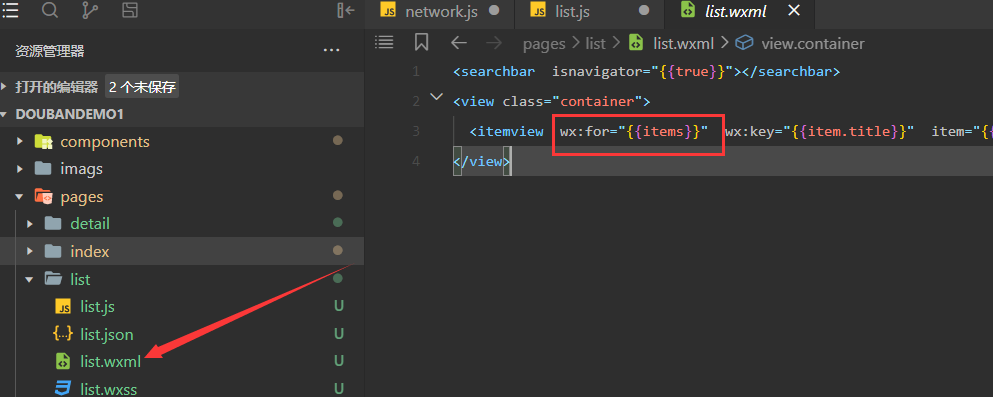 network.js
list.js
list.wxml
资源管理器
pages > list > list.wxml > view.container
打开的编辑器 2 个未保存
DOUBANDEMO1
components
imags
pages
detail
index
list
list.js U
list.json U
list.wxml U
list.wxss U
1 <searchbar  isnavigator="{{true}}"></searchbar>
2 <view class="container">
3 <itemview  wx:for="{{items}}"  wx:key="{{item.title}}"  item="{
4 </view>